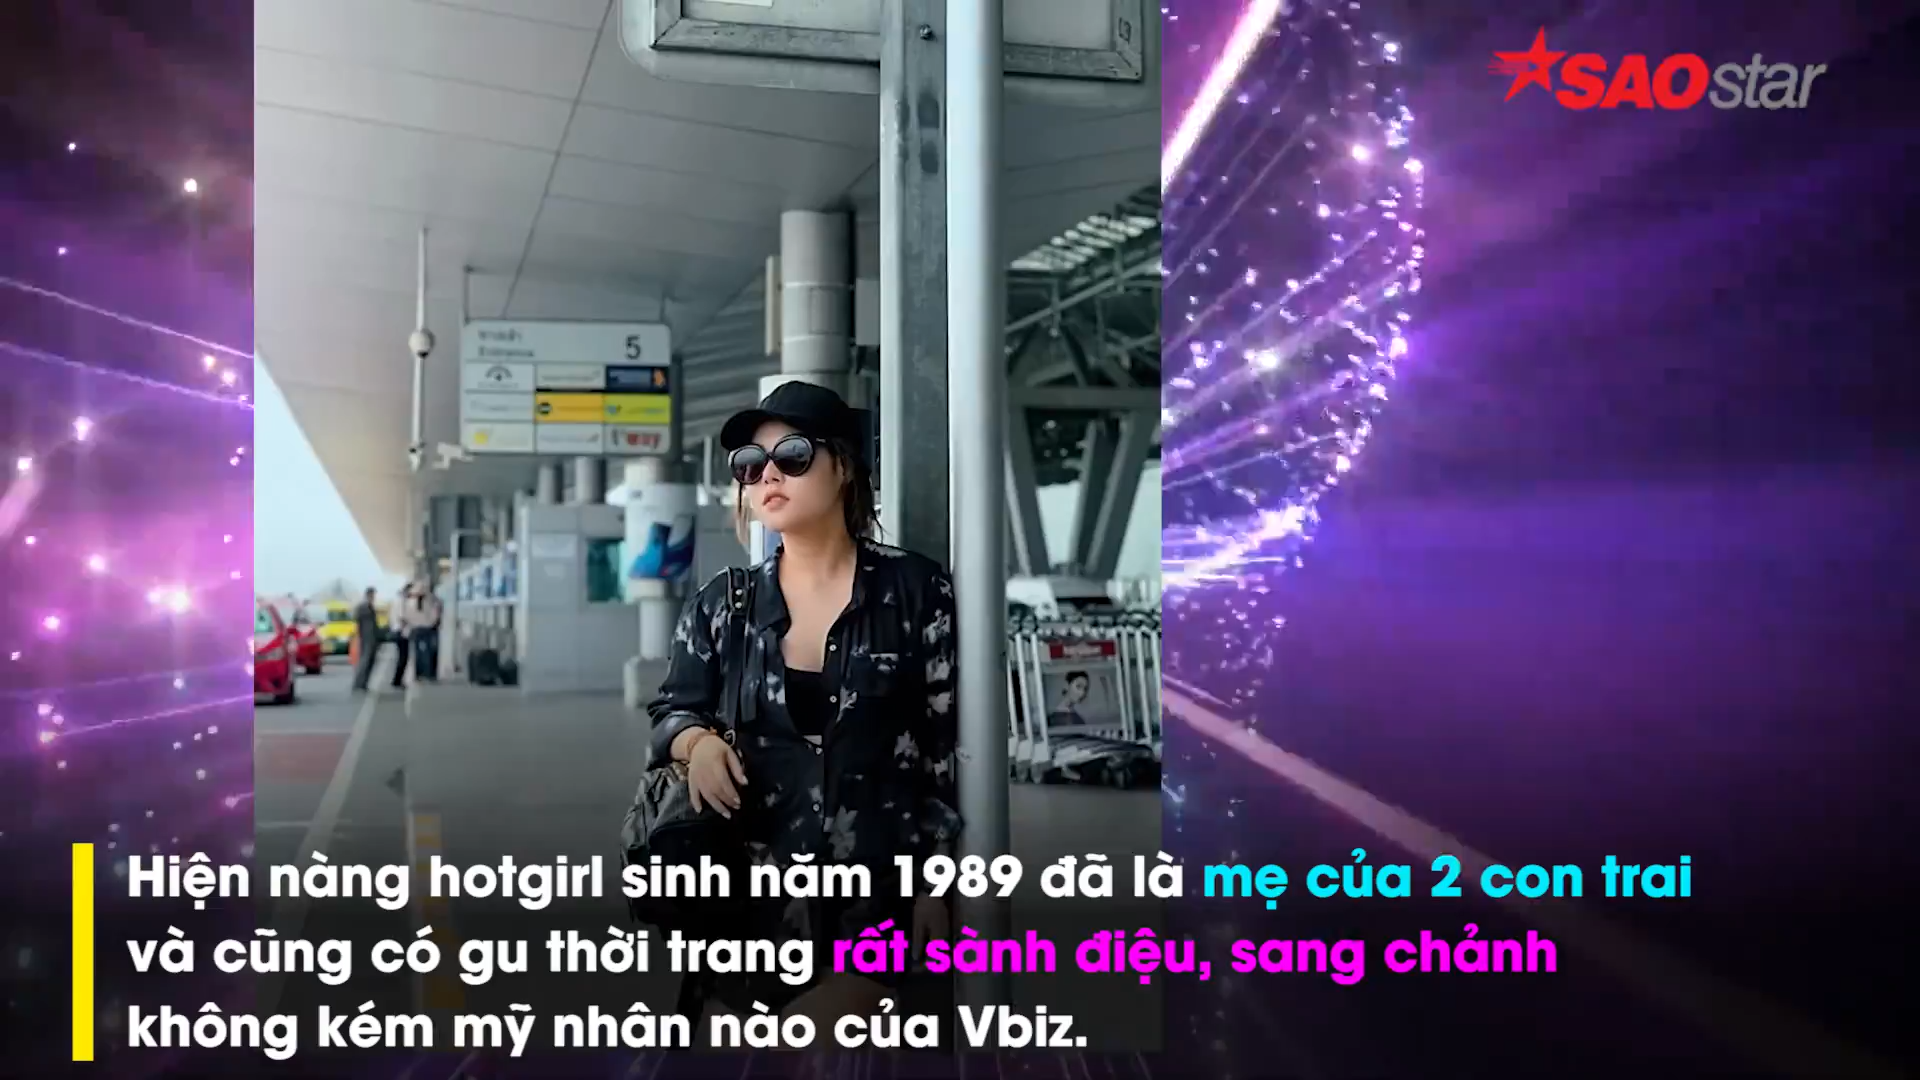 SAOstar
5
t'way
Hiện nàng hotgirl sinh năm 1989 đã là mẹ của 2 con trai
và cũng có gu thời trang rất sành điệu, sang chảnh
không kém mỹ nhân nào của Vbiz.